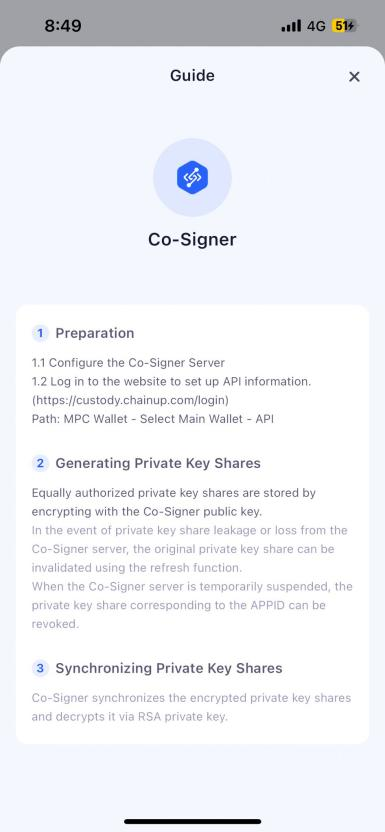 8:49
4G
51
Guide
Co-Signer
1 Preparation
1.1 Configure the Co-Signer Server
1.2 Log in to the website to set up API information.
(https://custody.chainup.com/login)
Path: MPC Wallet - Select Main Wallet - API
2 Generating Private Key Shares
Equally authorized private key shares are stored by
encrypting with the Co-Signer public key.
In the event of private key share leakage or loss from the
Co-Signer server, the original private key share can be
invalidated using the refresh function.
When the Co-Signer server is temporarily suspended, the
private key share corresponding to the APPID can be
revoked.
3 Synchronizing Private Key Shares
Co-Signer synchronizes the encrypted private key shares
and decrypts it via RSA private key.